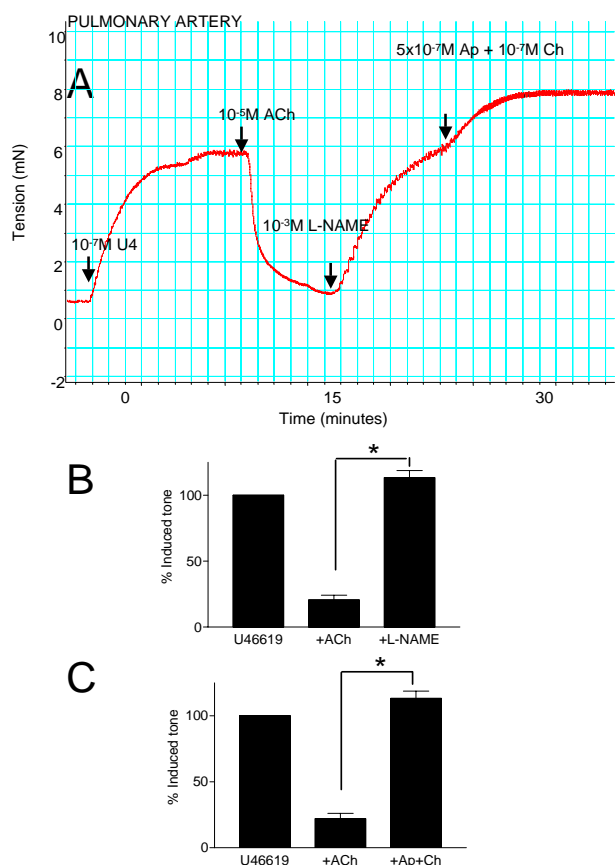 PULMONARY ARTERY
A
10
8
6
4
2
0
-2
Tension (mN)
10-7M U4
10-5M ACh
10-3M L-NAME
5x10-7M Ap + 10-7M Ch
0 15 30
Time (minutes)
B
% Induced tone
100
50
0
*
U46619 +ACh +L-NAME
C
% Induced tone
100
50
0
*
U46619 +ACh +Ap+Ch